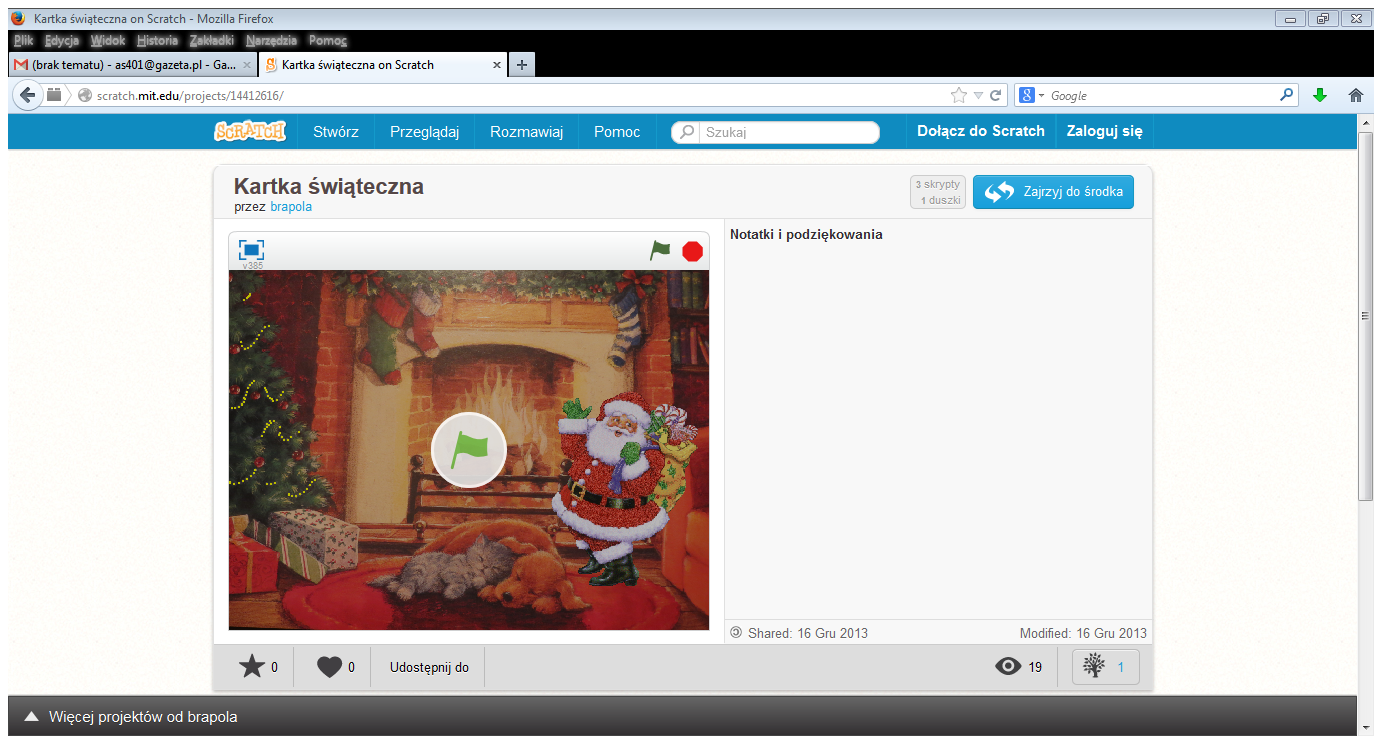 Kartka świąteczna on Scratch - Mozilla Firefox
Plik Edycja Widok Historia Zakładki Narzędzia Pomoc
(brak tematu) - as401@gazeta.pl - Ga... × Kartka świąteczna on Scratch × +
scratch.mit.edu/projects/14412616/ 8 Google
SCRATCH Stwórz Przeglądaj Rozmawiaj Pomoc Szukaj Dołącz do Scratch Zaloguj się
Kartka świąteczna
przez brapola
3 skrypty
1 duszki
Zajrzyj do środka
v385
Notatki i podziękowania
Shared: 16 Gru 2013 Modified: 16 Gru 2013
0 0 Udostępnij do 19 1
Więcej projektów od brapola